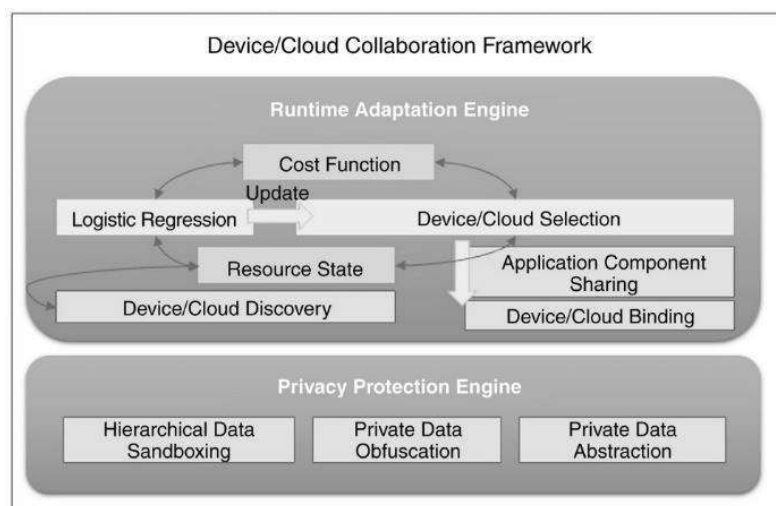 Device/Cloud Collaboration Framework
Runtime Adaptation Engine
Cost Function
Update
Logistic Regression
Device/Cloud Selection
Resource State
Application Component
Sharing
Device/Cloud Discovery
Device/Cloud Binding
Privacy Protection Engine
Hierarchical Data
Sandboxing
Private Data
Obfuscation
Private Data
Abstraction